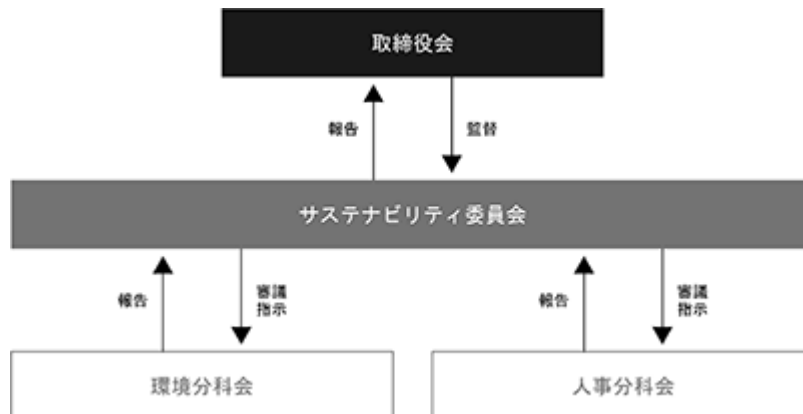 取締役会
報告
監督
サステナビリティ委員会
報告
審議
指示
報告
審議
指示
環境分科会
人事分科会